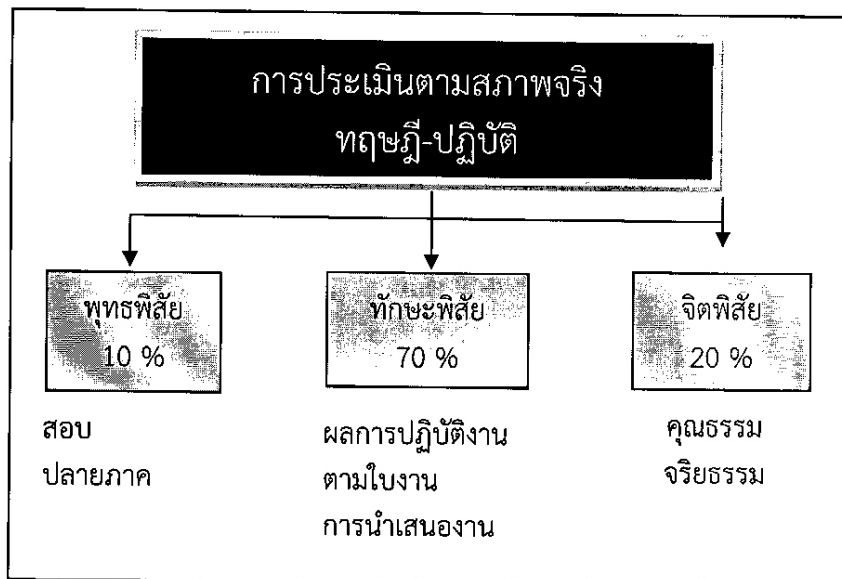 การประเมินตามสภาพจริง
ทฤษฎี-ปฏิบัติ
พุทธพิสัย
10 %
สอบ
ปลายภาค
ทักษะพิสัย
70 %
ผลการปฏิบัติงาน
ตามใบงาน
การนำเสนองาน
จิตพิสัย
20 %
คุณธรรม
จริยธรรม